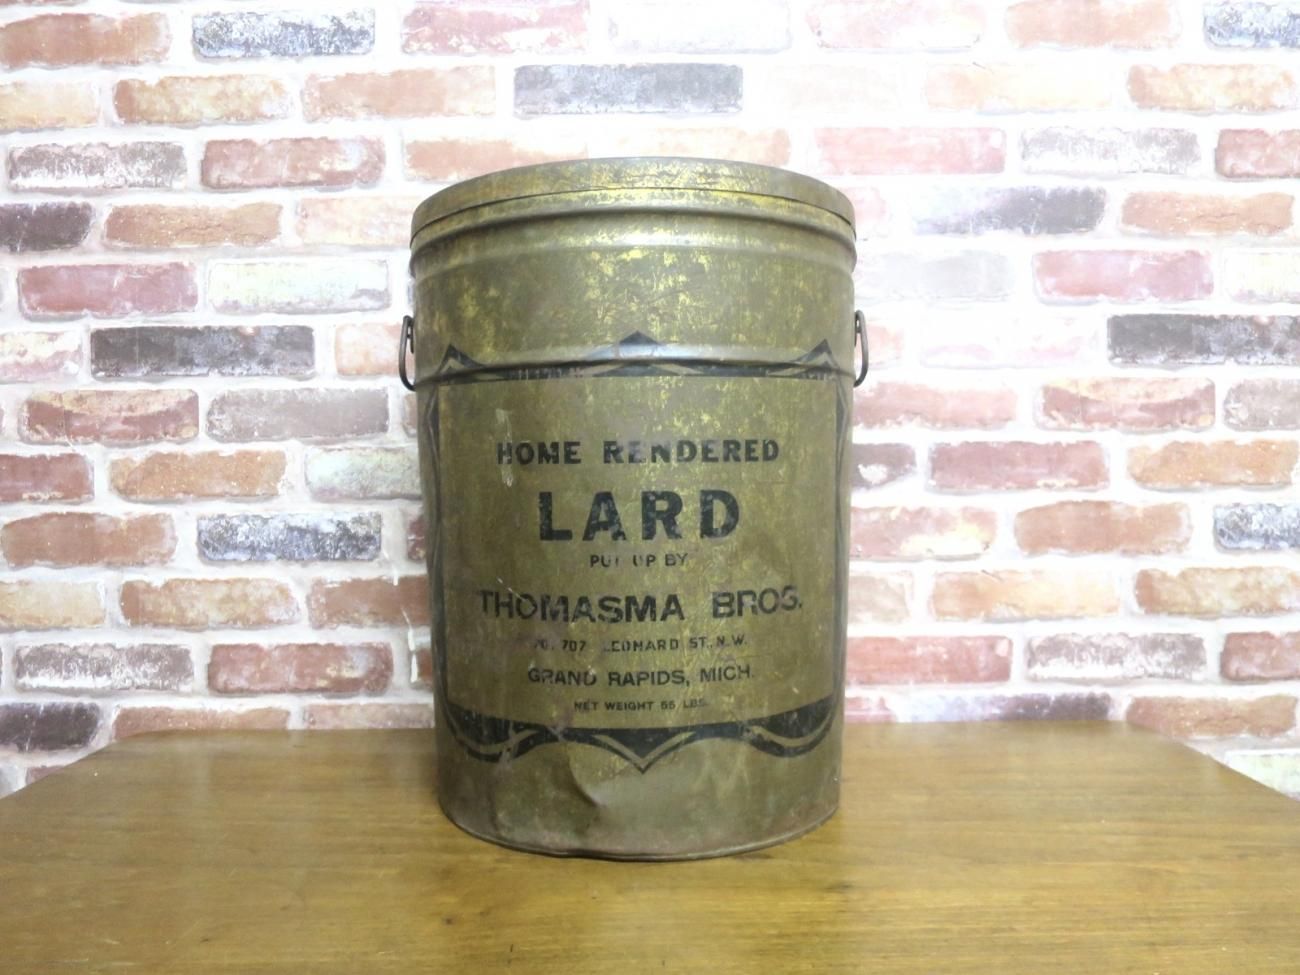 HOME RENDERED
LARD
PUT UP BY
THOMASMA BROS.
707 LEONARD ST. N.W.
GRAND RAPIDS, MICH.
NET WEIGHT 55 LBS.